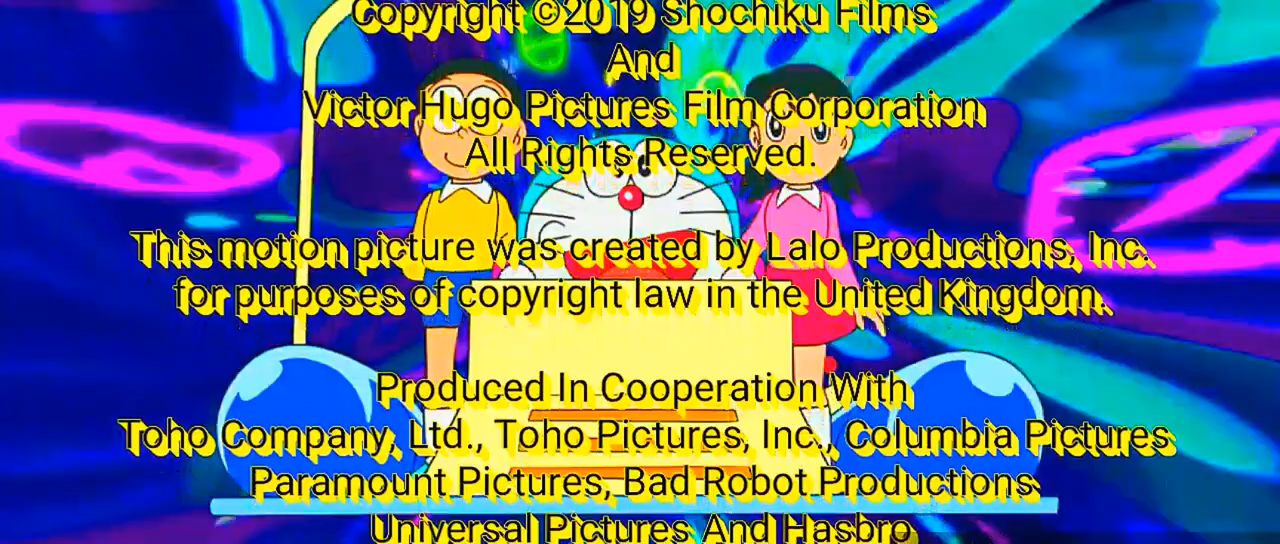 Copyright ©2019 Shochiku Films
And
Victor Hugo Pictures Film Corporation
All Rights Reserved.
This motion picture was created by Lalo Productions, Inc.
for purposes of copyright law in the United Kingdom.
Produced In Cooperation With
Toho Company, Ltd., Toho Pictures, Inc., Columbia Pictures
Paramount Pictures, Bad Robot Productions
Universal Pictures And Hasbro